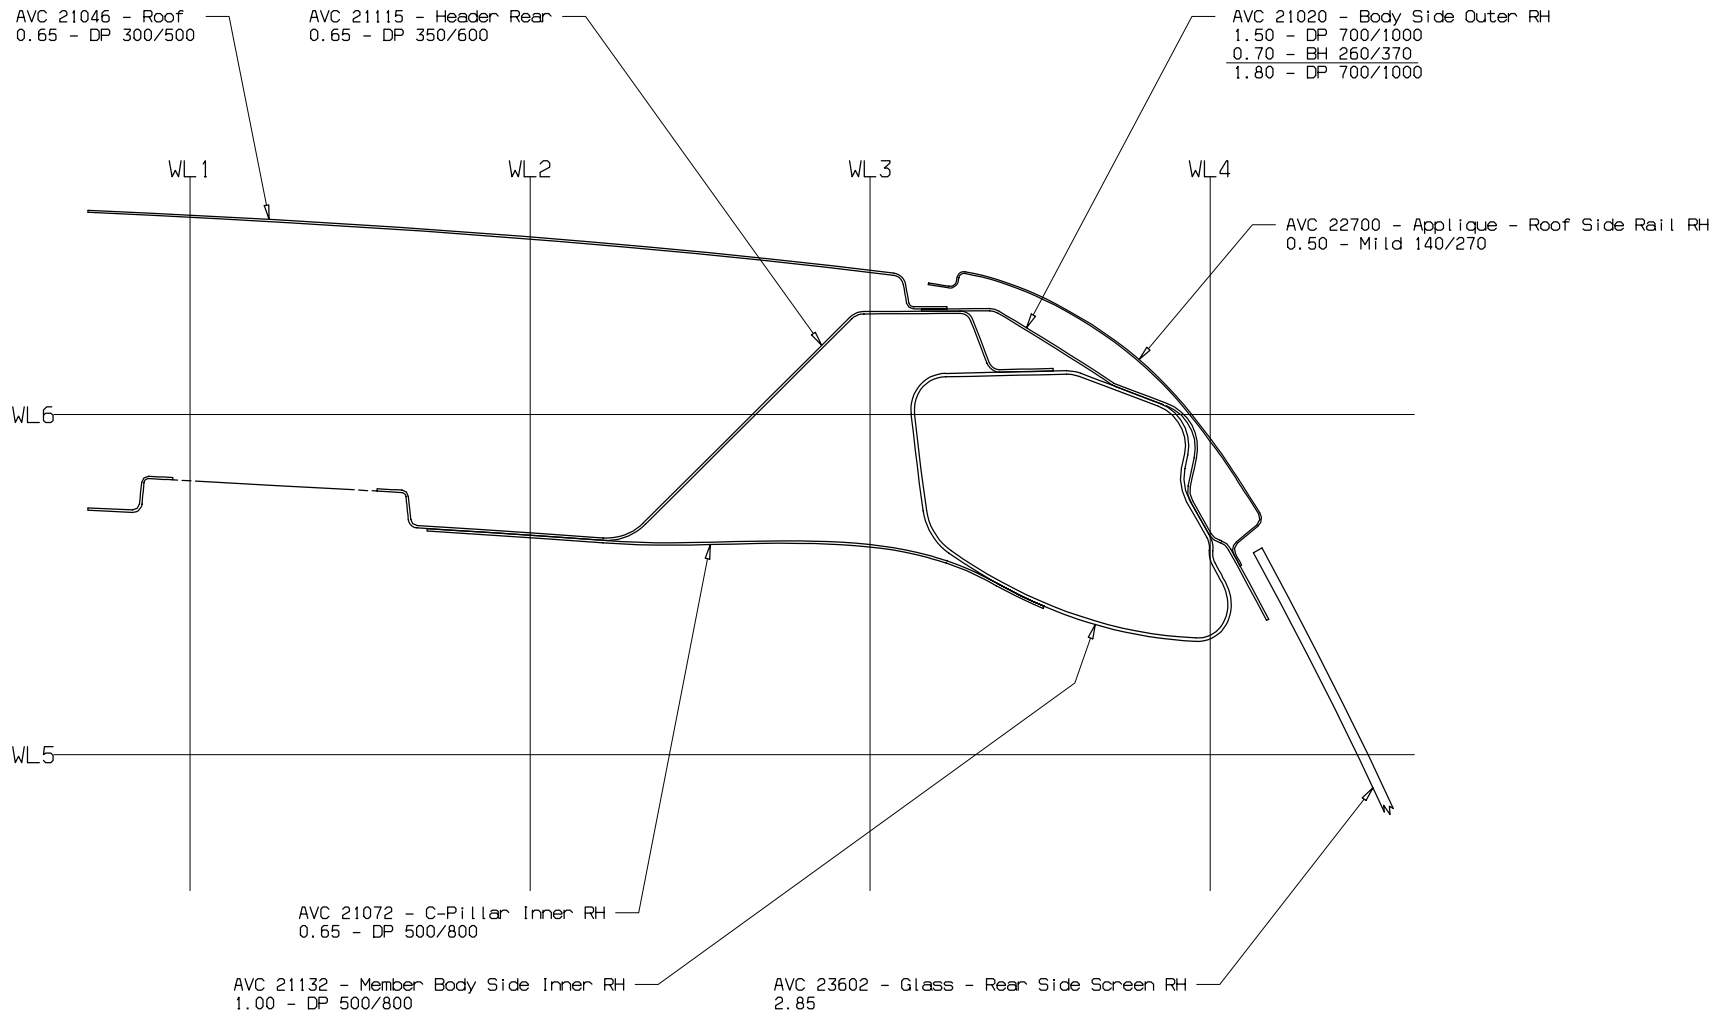 AVC 21046 - Roof
0.65 - DP 300/500
AVC 21115 - Header Rear
0.65 - DP 350/600
AVC 21020 - Body Side Outer RH
1.50 - DP 700/1000
0.70 - BH 260/370
1.80 - DP 700/1000
WL1
WL2
WL3
WL4
AVC 22700 - Applique - Roof Side Rail RH
0.50 - Mild 140/270
WL6
WL5
AVC 21072 - C-Pillar Inner RH
0.65 - DP 500/800
AVC 21132 - Member Body Side Inner RH
1.00 - DP 500/800
AVC 23602 - Glass - Rear Side Screen RH
2.85